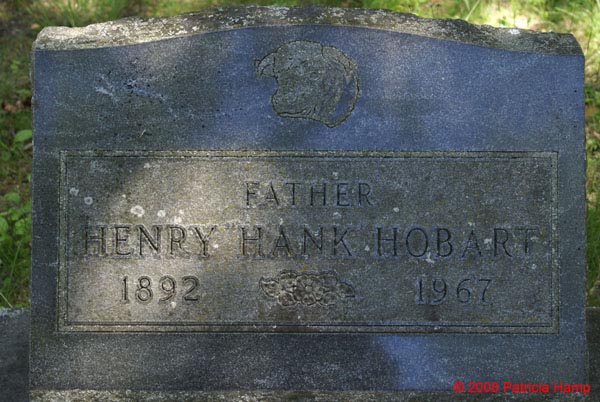 FATHER
HENRY HANK HOBART
1892 1967
© 2008 Patricia Hamp